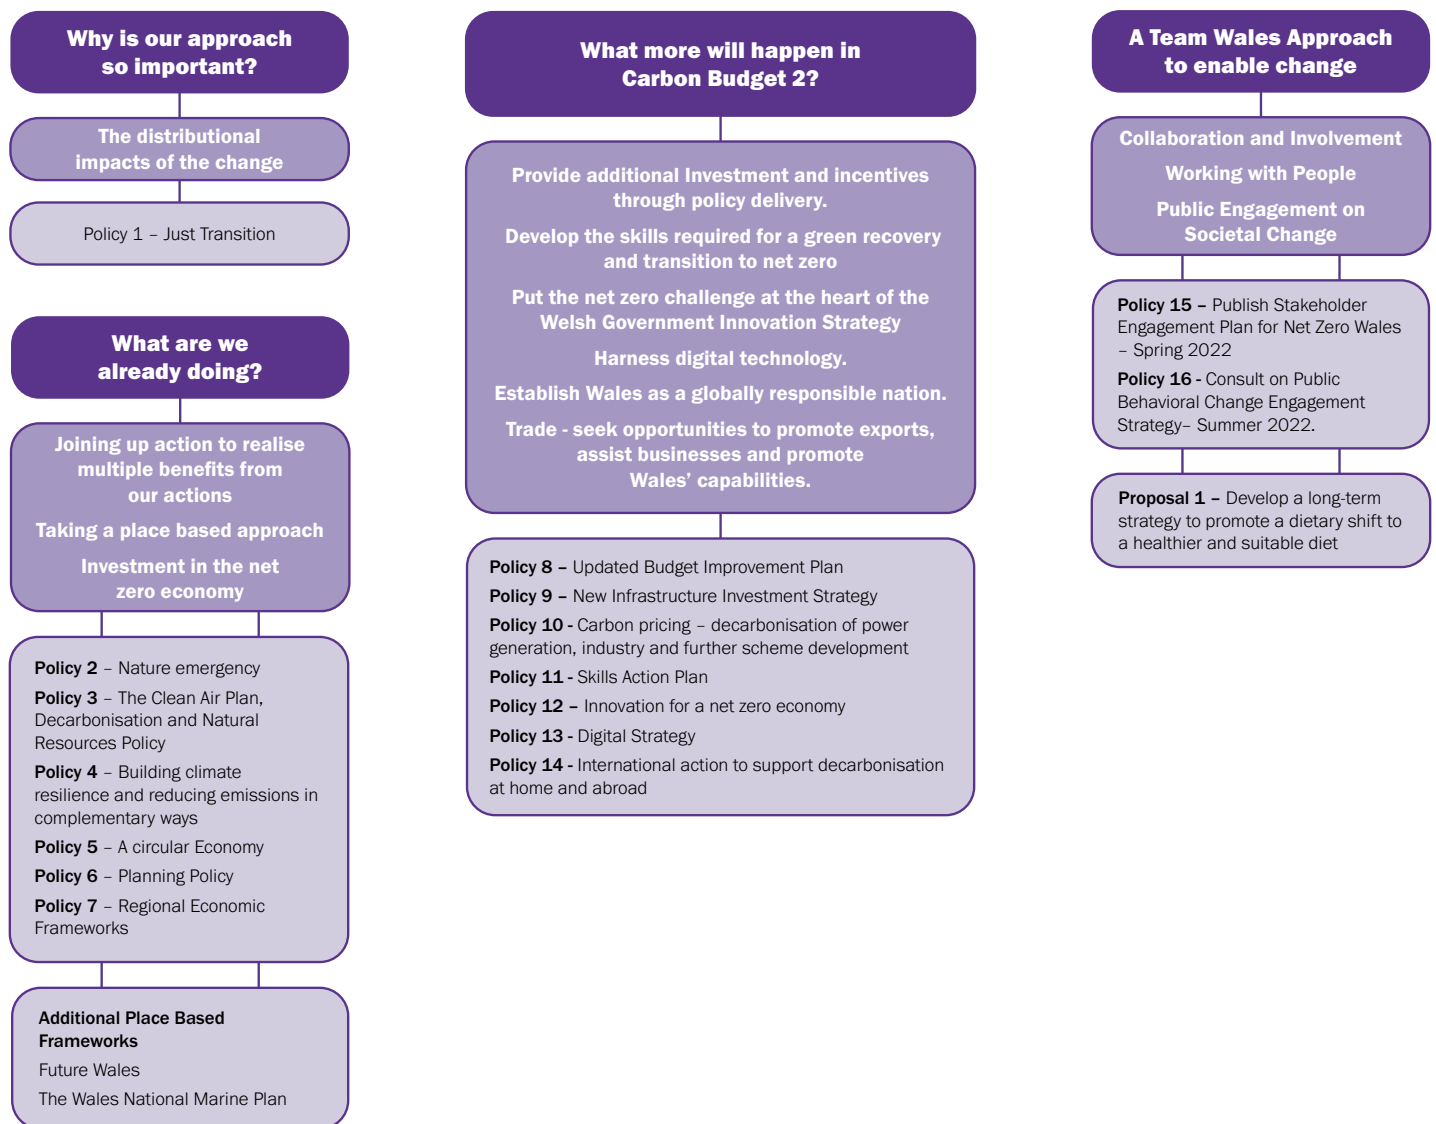 Why is our approach
so important?
The distributional
impacts of the change
Policy 1 – Just Transition
What are we
already doing?
Joining up action to realise
multiple benefits from
our actions
Taking a place based approach
Investment in the net
zero economy
Policy 2 – Nature emergency
Policy 3 – The Clean Air Plan,
Decarbonisation and Natural
Resources Policy
Policy 4 – Building climate
resilience and reducing emissions in
complementary ways
Policy 5 – A circular Economy
Policy 6 – Planning Policy
Policy 7 – Regional Economic
Frameworks
Additional Place Based
Frameworks
Future Wales
The Wales National Marine Plan
What more will happen in
Carbon Budget 2?
Provide additional Investment and incentives
through policy delivery.
Develop the skills required for a green recovery
and transition to net zero
Put the net zero challenge at the heart of the
Welsh Government Innovation Strategy
Harness digital technology.
Establish Wales as a globally responsible nation.
Trade - seek opportunities to promote exports,
assist businesses and promote
Wales’ capabilities.
Policy 8 – Updated Budget Improvement Plan
Policy 9 – New Infrastructure Investment Strategy
Policy 10 - Carbon pricing – decarbonisation of power
generation, industry and further scheme development
Policy 11 - Skills Action Plan
Policy 12 – Innovation for a net zero economy
Policy 13 - Digital Strategy
Policy 14 - International action to support decarbonisation
at home and abroad
A Team Wales Approach
to enable change
Collaboration and Involvement
Working with People
Public Engagement on
Societal Change
Policy 15 – Publish Stakeholder
Engagement Plan for Net Zero Wales
– Spring 2022
Policy 16 - Consult on Public
Behavioral Change Engagement
Strategy– Summer 2022.
Proposal 1 – Develop a long-term
strategy to promote a dietary shift to
a healthier and suitable diet